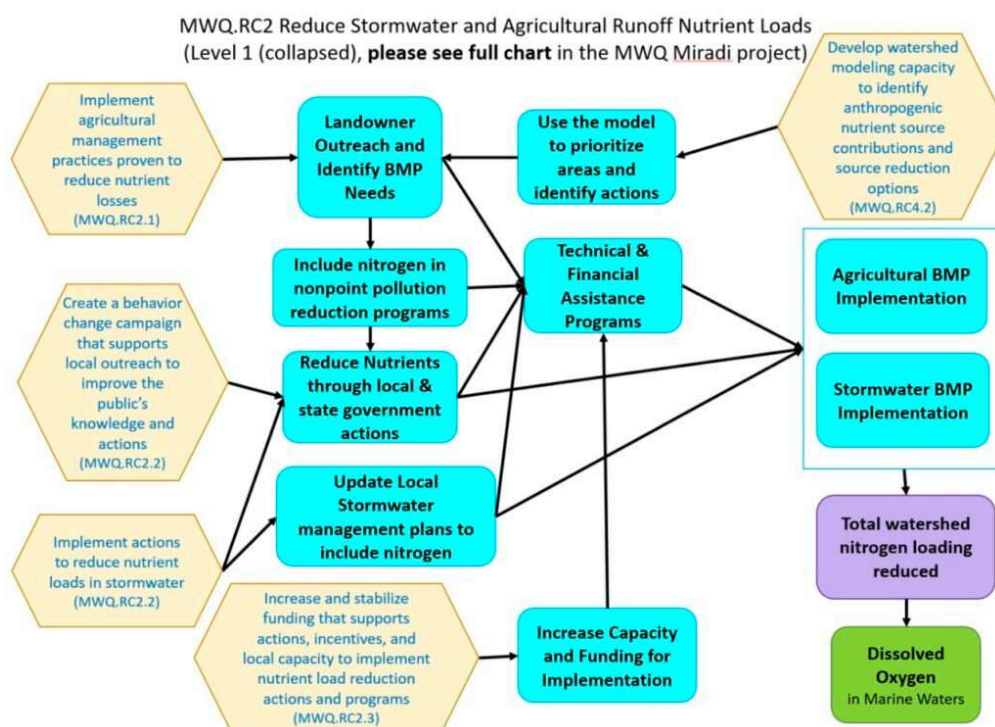 MWQ.RC2 Reduce Stormwater and Agricultural Runoff Nutrient Loads
(Level 1 (collapsed), please see full chart in the MWQ Miradi project)
Implement
agricultural
management
practices proven to
reduce nutrient
losses
(MWQ.RC2.1)
Landowner
Outreach and
Identify BMP
Needs
Use the model
to prioritize
areas and
identify actions
Develop watershed
modeling capacity
to identify
anthropogenic
nutrient source
contributions and
source reduction
options
(MWQ.RC4.2)
Include nitrogen in
nonpoint pollution
reduction programs
Technical &
Financial
Assistance
Programs
Agricultural BMP
Implementation
Create a behavior
change campaign
that supports
local outreach to
improve the
public's
knowledge and
actions
(MWQ.RC2.2)
Reduce Nutrients
through local &
state government
actions
Stormwater BMP
Implementation
Update Local
Stormwater
management plans to
include nitrogen
Implement actions
to reduce nutrient
loads in stormwater
(MWQ.RC2.2)
Total watershed
nitrogen loading
reduced
Increase and stabilize
funding that supports
actions, incentives, and
local capacity to implement
nutrient load reduction
actions and programs
(MWQ.RC2.3)
Increase Capacity
and Funding for
Implementation
Dissolved
Oxygen
in Marine Waters